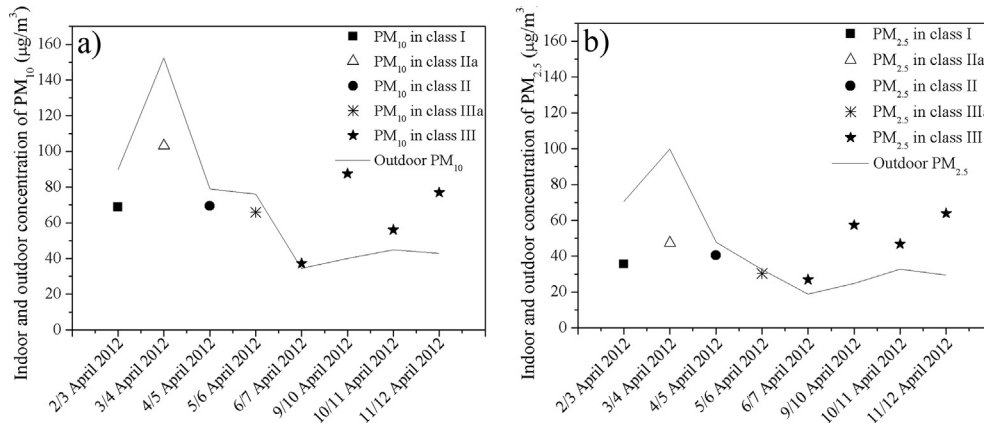 a)
Indoor and outdoor concentration of PM10 (μg/m3)
160
140
120
100
80
60
40
20
0
PM10 in class I
PM10 in class IIa
PM10 in class II
PM10 in class IIIa
PM10 in class III
Outdoor PM10
2/3 April 2012
3/4 April 2012
4/5 April 2012
5/6 April 2012
6/7 April 2012
9/10 April 2012
10/11 April 2012
11/12 April 2012
b)
Indoor and outdoor concentration of PM2.5 (μg/m3
160
140
120
100
80
60
40
20
0
PM2.5 in class I
PM2.5 in class IIa
PM2.5 in class II
PM2.5 in class IIIa
PM2.5 in class III
Outdoor PM2.5
2/3 April 2012
3/4 April 2012
4/5 April 2012
5/6 April 2012
6/7 April 2012
9/10 April 2012
10/11 April 2012
11/12 April 2012